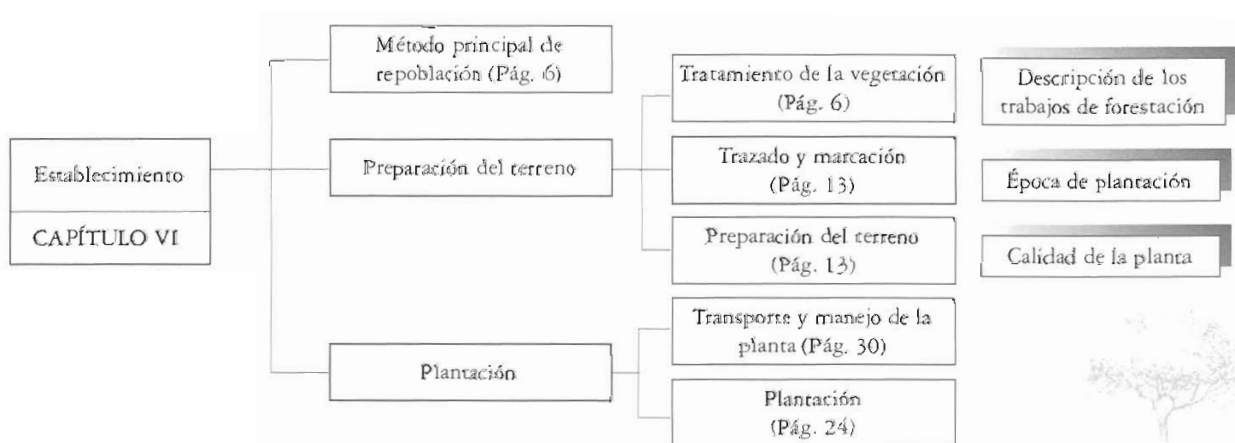 Establecimiento
CAPÍTULO VI
Método principal de
repoblación (Pág. 6)
Preparación del terreno
Plantación
Tratamiento de la vegetación
(Pág. 6)
Trazado y marcación
(Pág. 13)
Preparación del terreno
(Pág. 13)
Transporte y manejo de la
planta (Pág. 30)
Plantación
(Pág. 24)
Descripción de los
trabajos de forestación
Época de plantación
Calidad de la planta